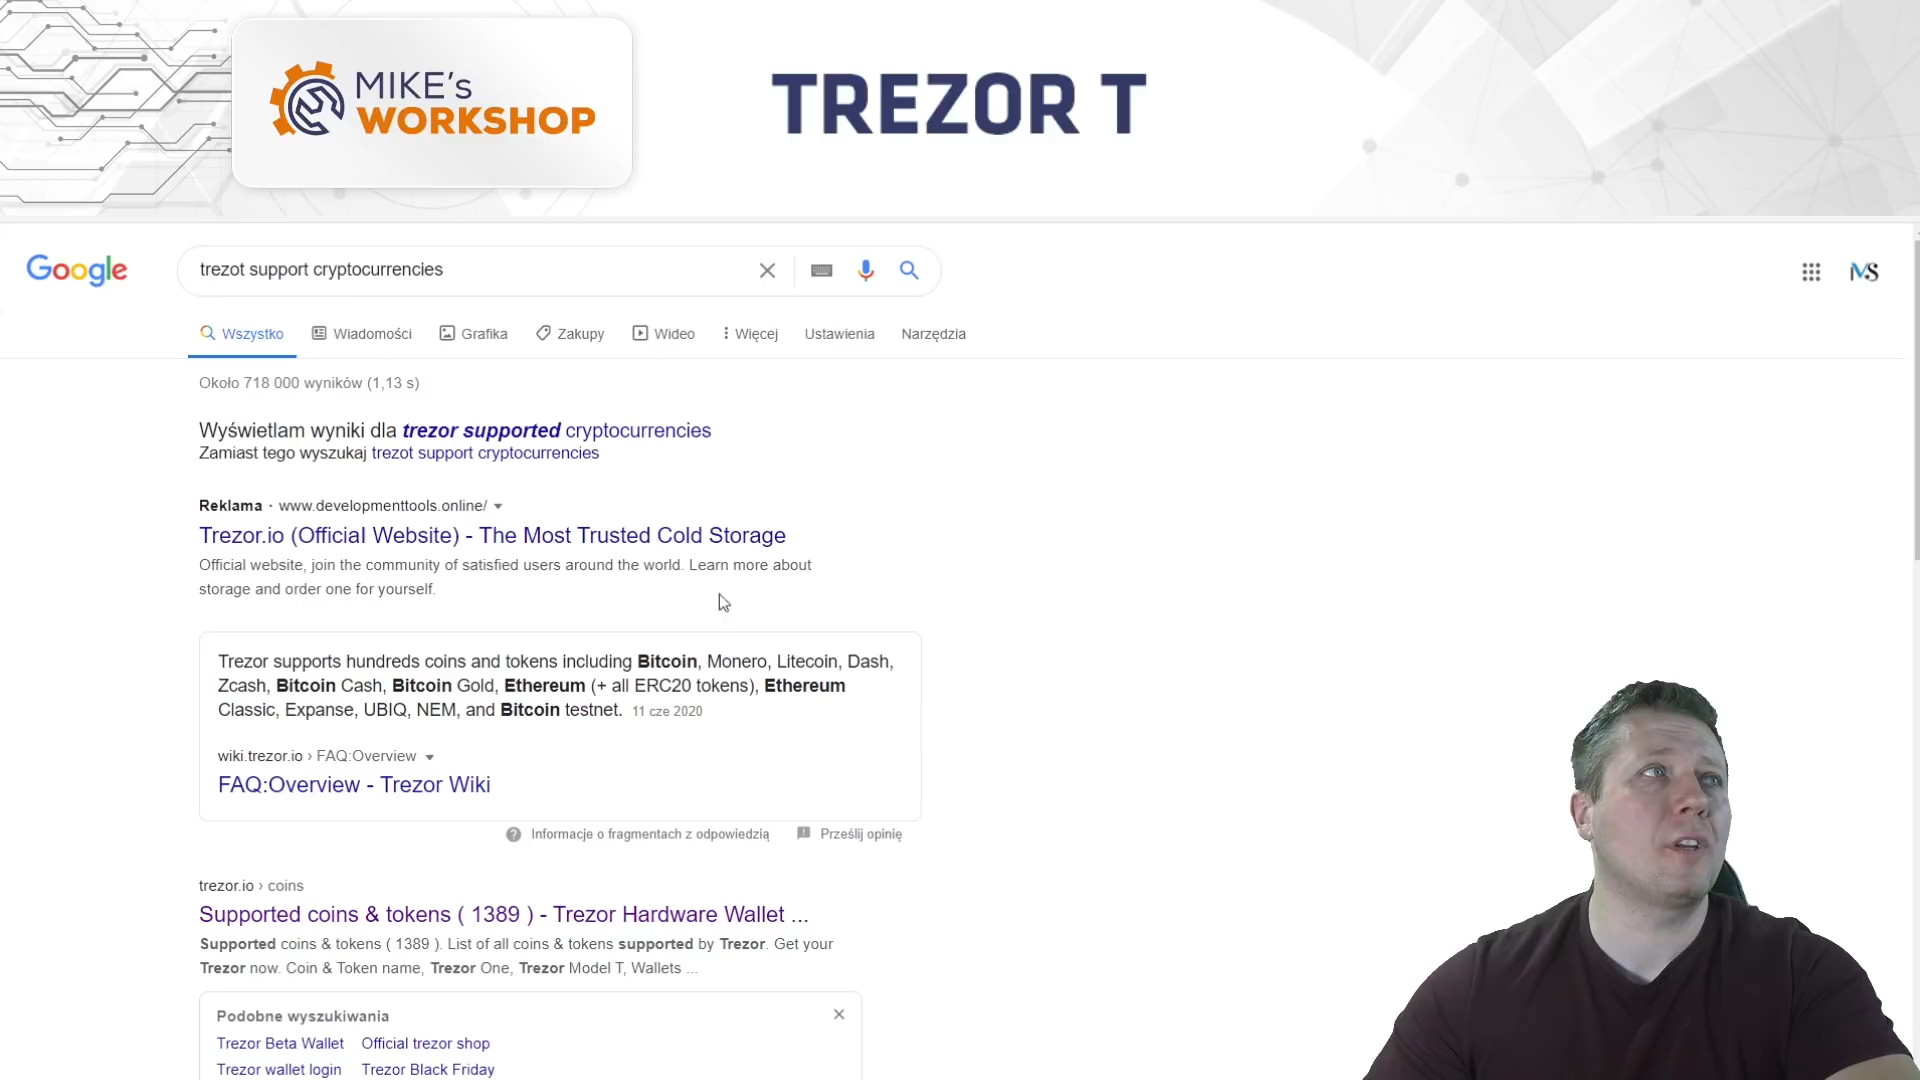 MIKE's
WORKSHOP
TREZOR T
Google
trezot support cryptocurrencies
Wszystko Wiadomości Grafika Zakupy Wideo Więcej Ustawienia Narzędzia
MS
Około 718 000 wyników (1,13 s)
Wyświetlam wyniki dla trezor supported cryptocurrencies
Zamiast tego wyszukaj trezot support cryptocurrencies
Reklama · www.developmenttools.online/
Trezor.io (Official Website) - The Most Trusted Cold Storage
Official website, join the community of satisfied users around the world. Learn more about
storage and order one for yourself.
Trezor supports hundreds coins and tokens including Bitcoin, Monero, Litecoin, Dash,
Zcash, Bitcoin Cash, Bitcoin Gold, Ethereum (+ all ERC20 tokens), Ethereum
Classic, Expanse, UBIQ, NEM, and Bitcoin testnet. 11 cze 2020
wiki.trezor.io › FAQ:Overview
FAQ:Overview - Trezor Wiki
Informacje o fragmentach z odpowiedzią Prześlij opinię
trezor.io › coins
Supported coins & tokens ( 1389 ) - Trezor Hardware Wallet ...
Supported coins & tokens ( 1389 ). List of all coins & tokens supported by Trezor. Get your
Trezor now. Coin & Token name, Trezor One, Trezor Model T, Wallets ...
Podobne wyszukiwania
Trezor Beta Wallet Official trezor shop
Trezor wallet login Trezor Black Friday